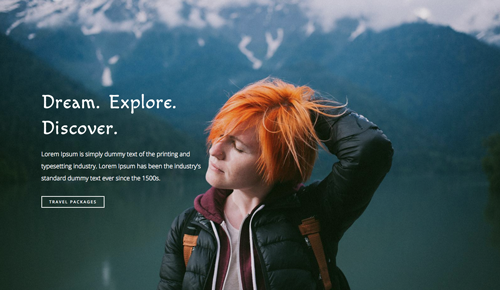 Dream. Explore.
Discover.
Lorem Ipsum is simply dummy text of the printing and
typesetting industry. Lorem Ipsum has been the industry's
standard dummy text ever since the 1500s.
TRAVEL PACKAGES